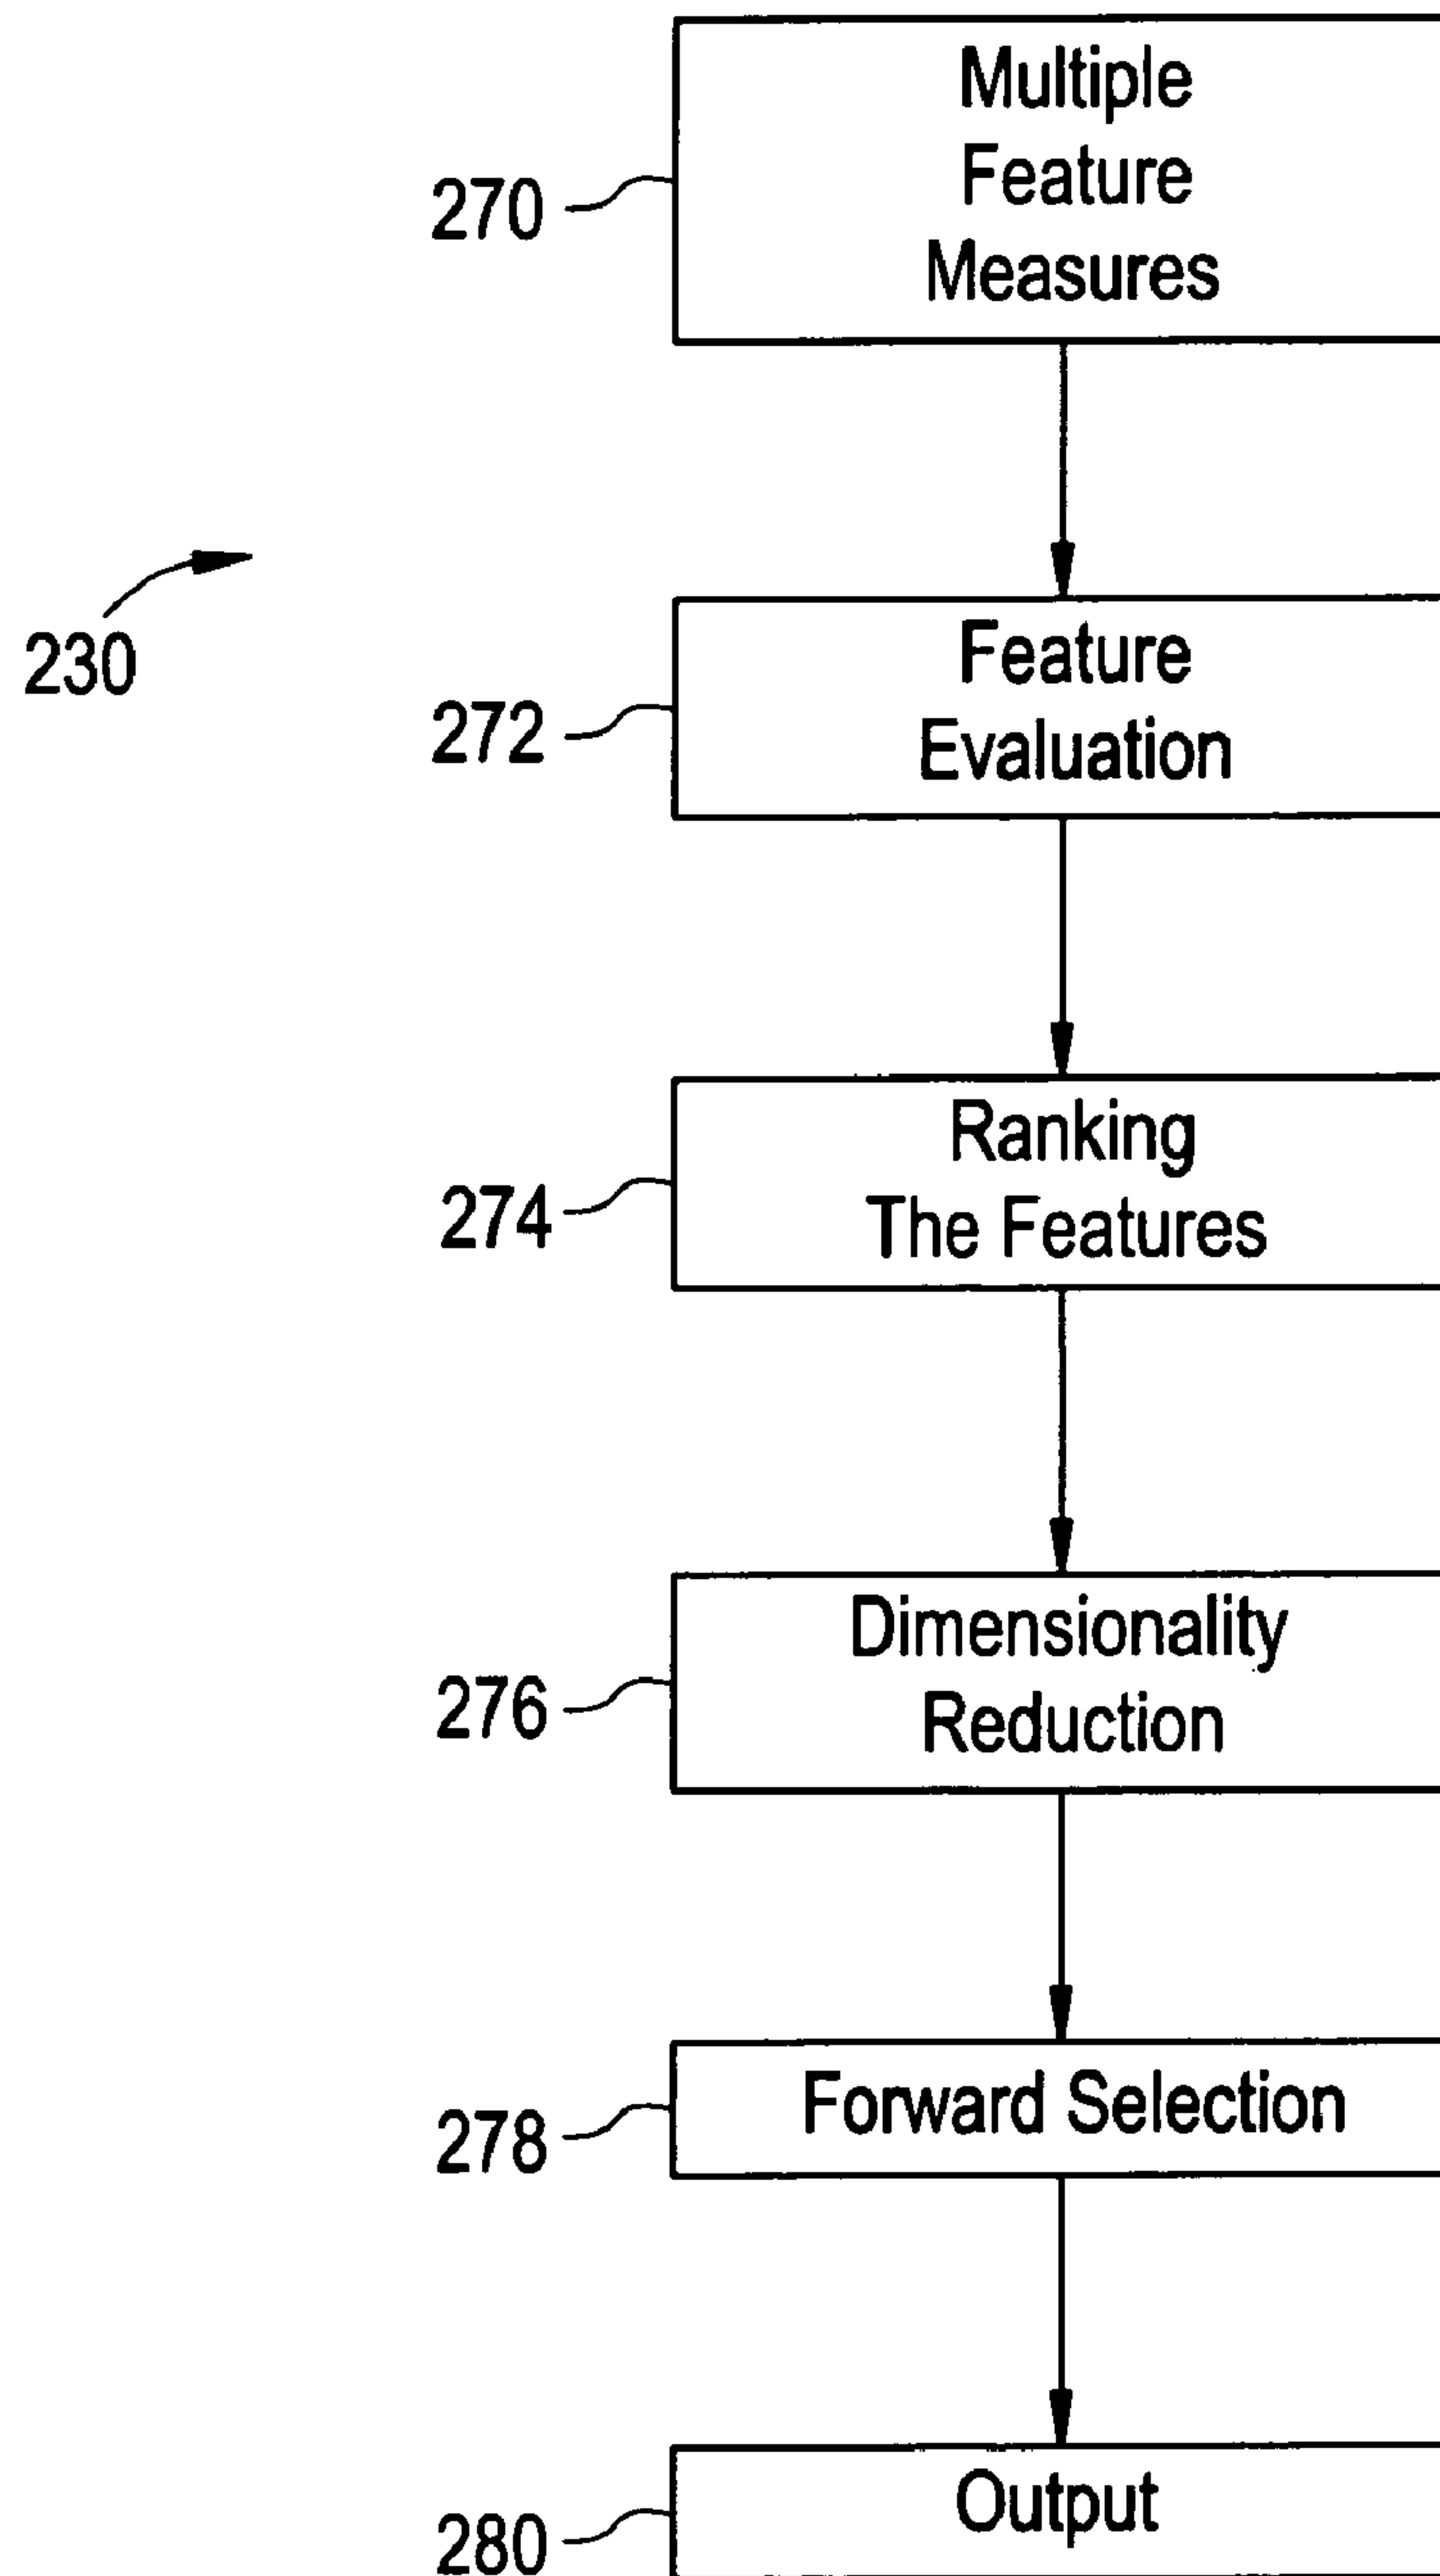 Multiple
Feature
Measures
270
230
Feature
Evaluation
272
Ranking
The Features
274
Dimensionality
Reduction
276
Forward Selection
278
Output
280